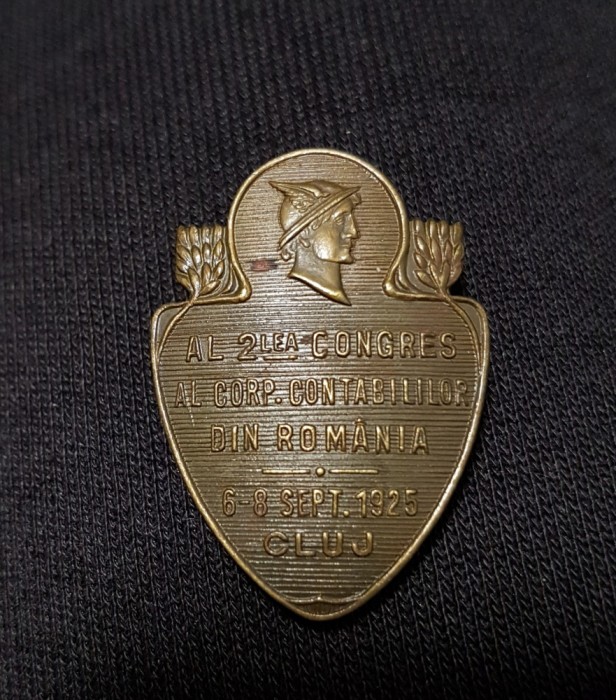 AL 2LEA CONGRES
AL CORP. CONTABILILOR
DIN ROMÂNIA
6-8 SEPT. 1925
CLUJ